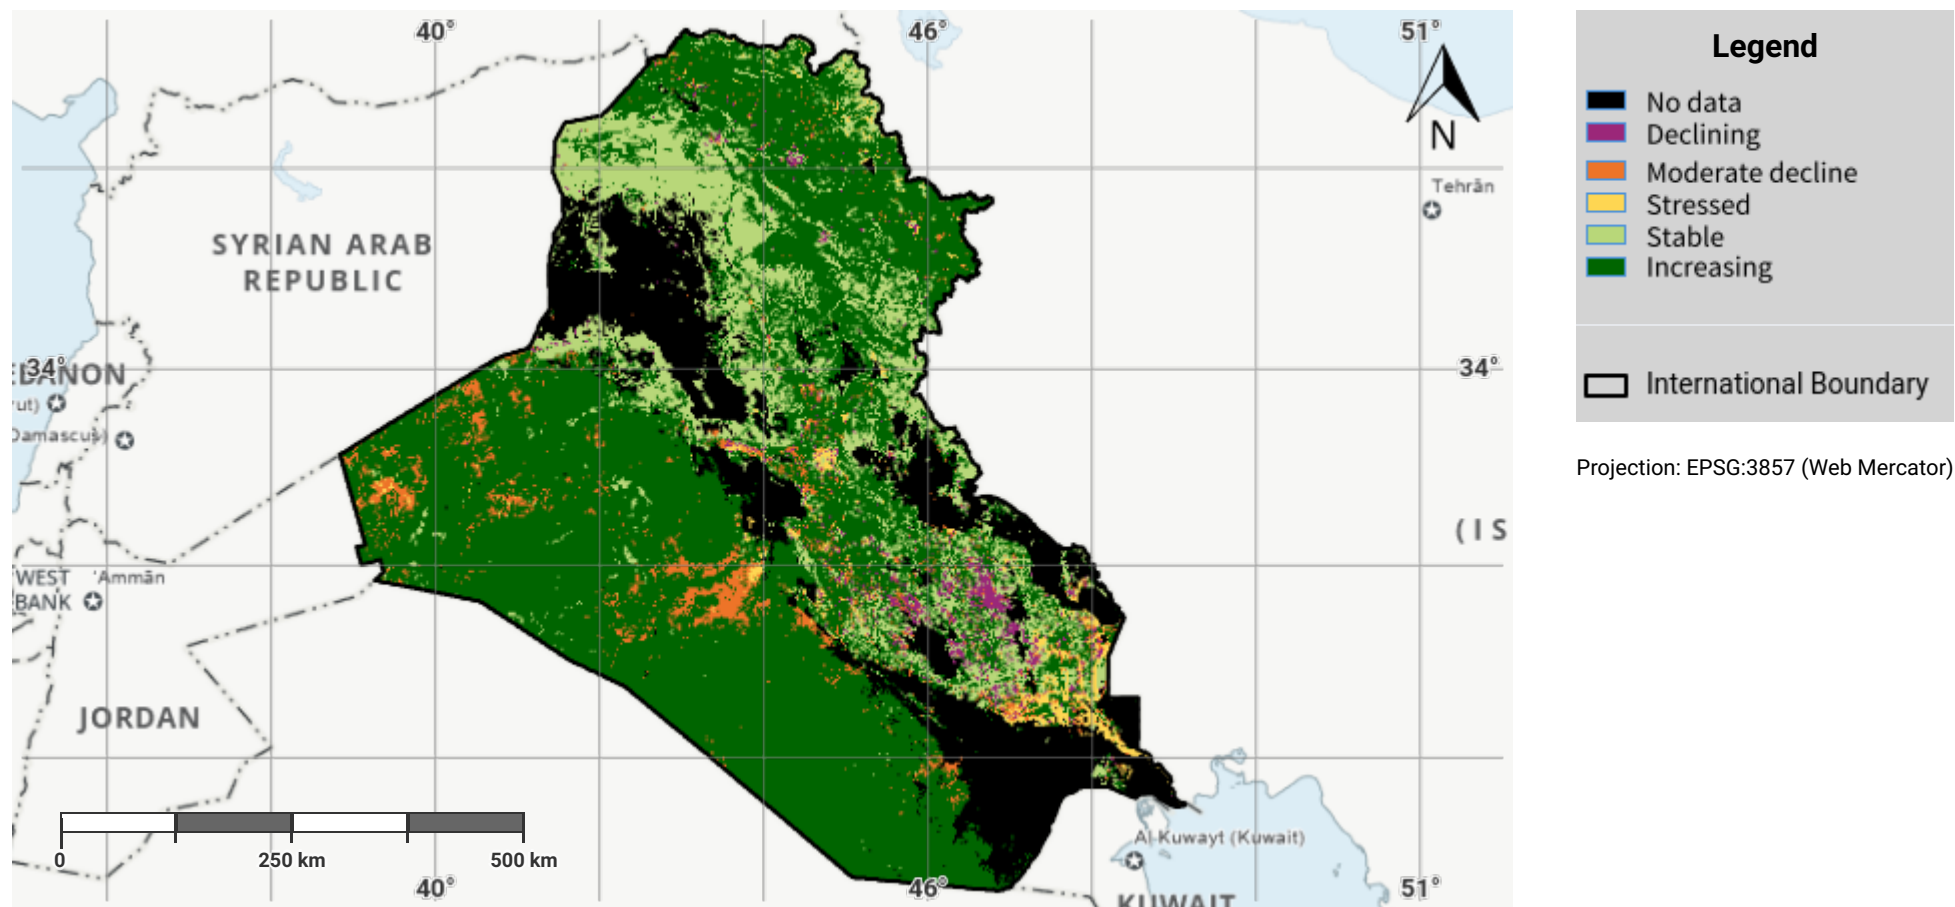 40°
46°
51°
Legend
No data
Declining
Moderate decline
Stressed
Stable
Increasing
International Boundary
Projection: EPSG:3857 (Web Mercator)
N
Tehrān
SYRIAN ARAB
REPUBLIC
34°
34°
EBANON
rut)
Damascus)
( I S
WEST
BANK
'Ammān
JORDAN
0
250 km
500 km
Al Kuwayt (Kuwait)
40°
46°
51°
KUWAIT